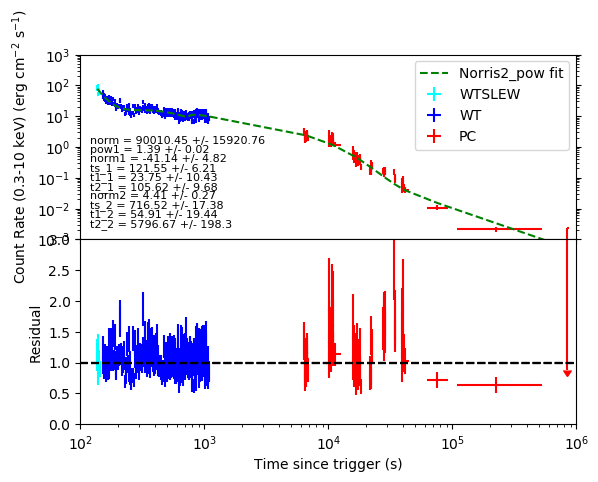 Count Rate (0.3-10 keV) (erg cm⁻² s⁻¹)
10³
10²
10¹
10⁰
10⁻¹
10⁻²
10⁻³
Norris2_pow fit
WTSLEW
WT
PC
norm = 90010.45 +/- 15920.76
pow1 = 1.39 +/- 0.02
norm1 = -41.14 +/- 4.82
ts_1 = 121.55 +/- 6.21
t1_1 = 23.75 +/- 10.43
t2_1 = 105.62 +/- 9.68
norm2 = 4.41 +/- 0.27
ts_2 = 716.52 +/- 17.38
t1_2 = 54.91 +/- 19.44
t2_2 = 5796.67 +/- 198.3
Residual
3.0
2.5
2.0
1.5
1.0
0.5
0.0
10² 10³ 10⁴ 10⁵ 10⁶
Time since trigger (s)